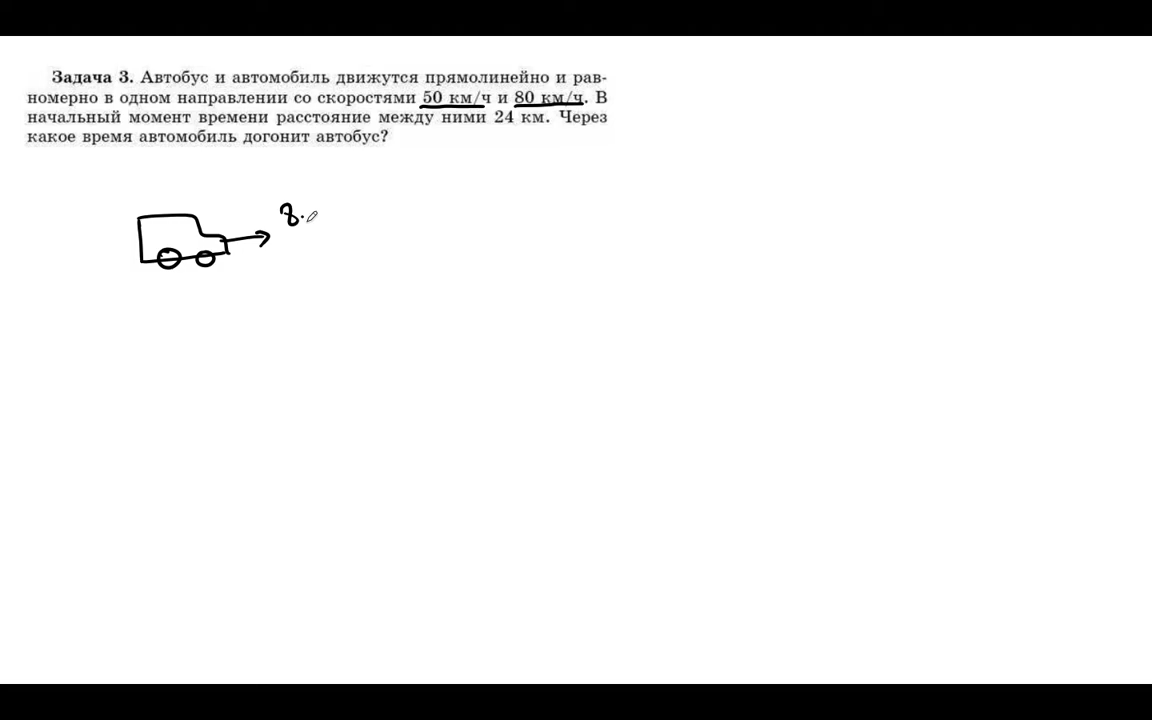 Задача 3. Автобус и автомобиль движутся прямолинейно и рав-
номерно в одном направлении со скоростями 50 км/ч и 80 км/ч. В
начальный момент времени расстояние между ними 24 км. Через
какое время автомобиль догонит автобус?
8